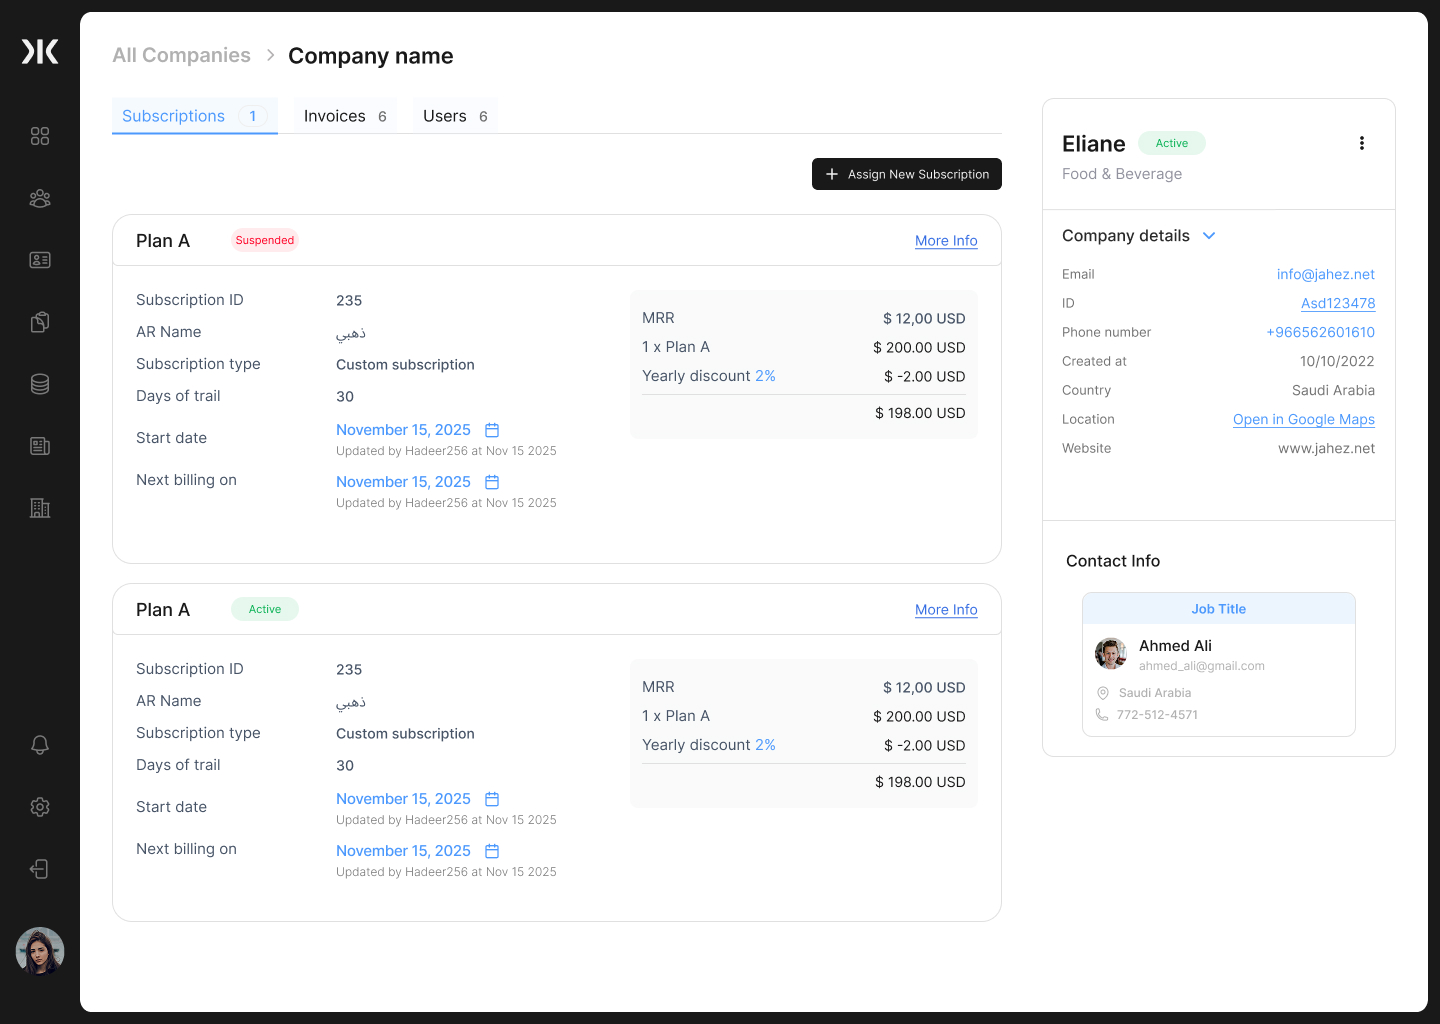 All Companies > Company name
Subscriptions 1 Invoices 6 Users 6
+ Assign New Subscription
Plan A Suspended More Info
Subscription ID 235
AR Name ذهبي
Subscription type Custom subscription
Days of trail 30
Start date November 15, 2025
Updated by Hadeer256 at Nov 15 2025
Next billing on November 15, 2025
Updated by Hadeer256 at Nov 15 2025
MRR $ 12,00 USD
1 x Plan A $ 200.00 USD
Yearly discount 2% $ -2.00 USD
$ 198.00 USD
Plan A Active More Info
Subscription ID 235
AR Name ذهبي
Subscription type Custom subscription
Days of trail 30
Start date November 15, 2025
Updated by Hadeer256 at Nov 15 2025
Next billing on November 15, 2025
Updated by Hadeer256 at Nov 15 2025
MRR $ 12,00 USD
1 x Plan A $ 200.00 USD
Yearly discount 2% $ -2.00 USD
$ 198.00 USD
Eliane Active
Food & Beverage
Company details
Email info@jahez.net
ID Asd123478
Phone number +966562601610
Created at 10/10/2022
Country Saudi Arabia
Location Open in Google Maps
Website www.jahez.net
Contact Info
Job Title
Ahmed Ali
ahmed_ali@gmail.com
Saudi Arabia
772-512-4571